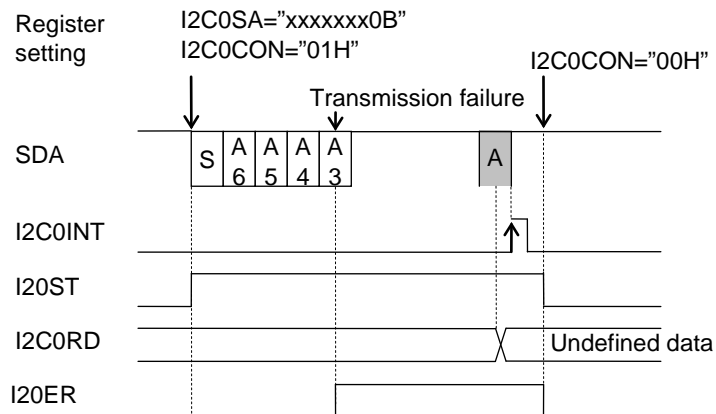 Register
setting
I2C0SA="xxxxxxx0B"
I2C0CON="01H"
I2C0CON="00H"
Transmission failure
SDA
S
A
6
A
5
A
4
A
3
A
I2C0INT
I20ST
I2C0RD
Undefined data
I20ER